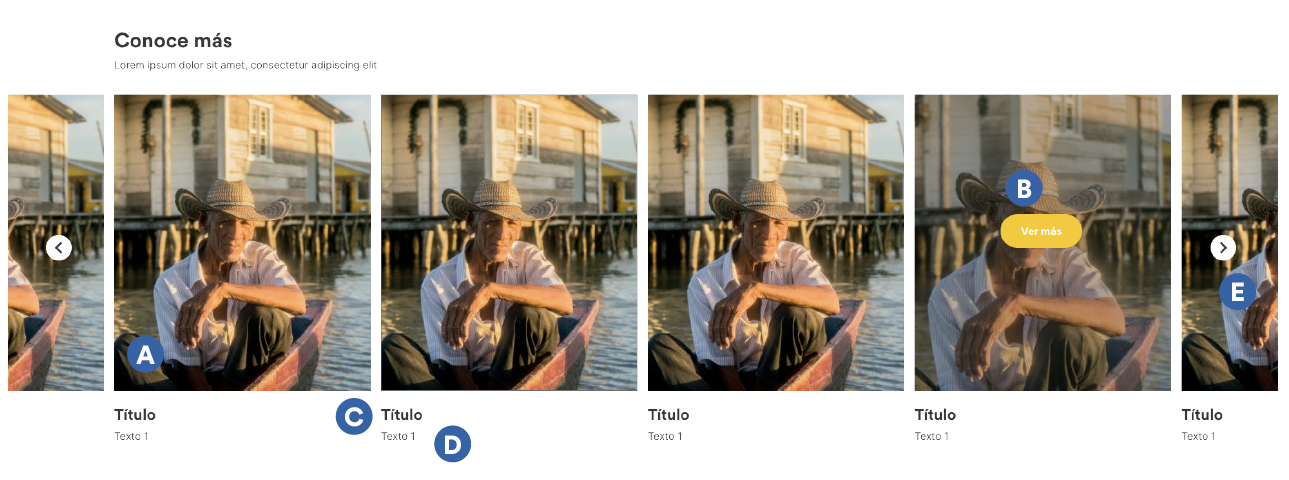 Conoce más
Lorem ipsum dolor sit amet, consectetur adipiscing elit
B
Ver más
E
A
C
D
Título
Texto 1
Título
Texto 1
Título
Texto 1
Título
Texto 1
Título
Texto 1